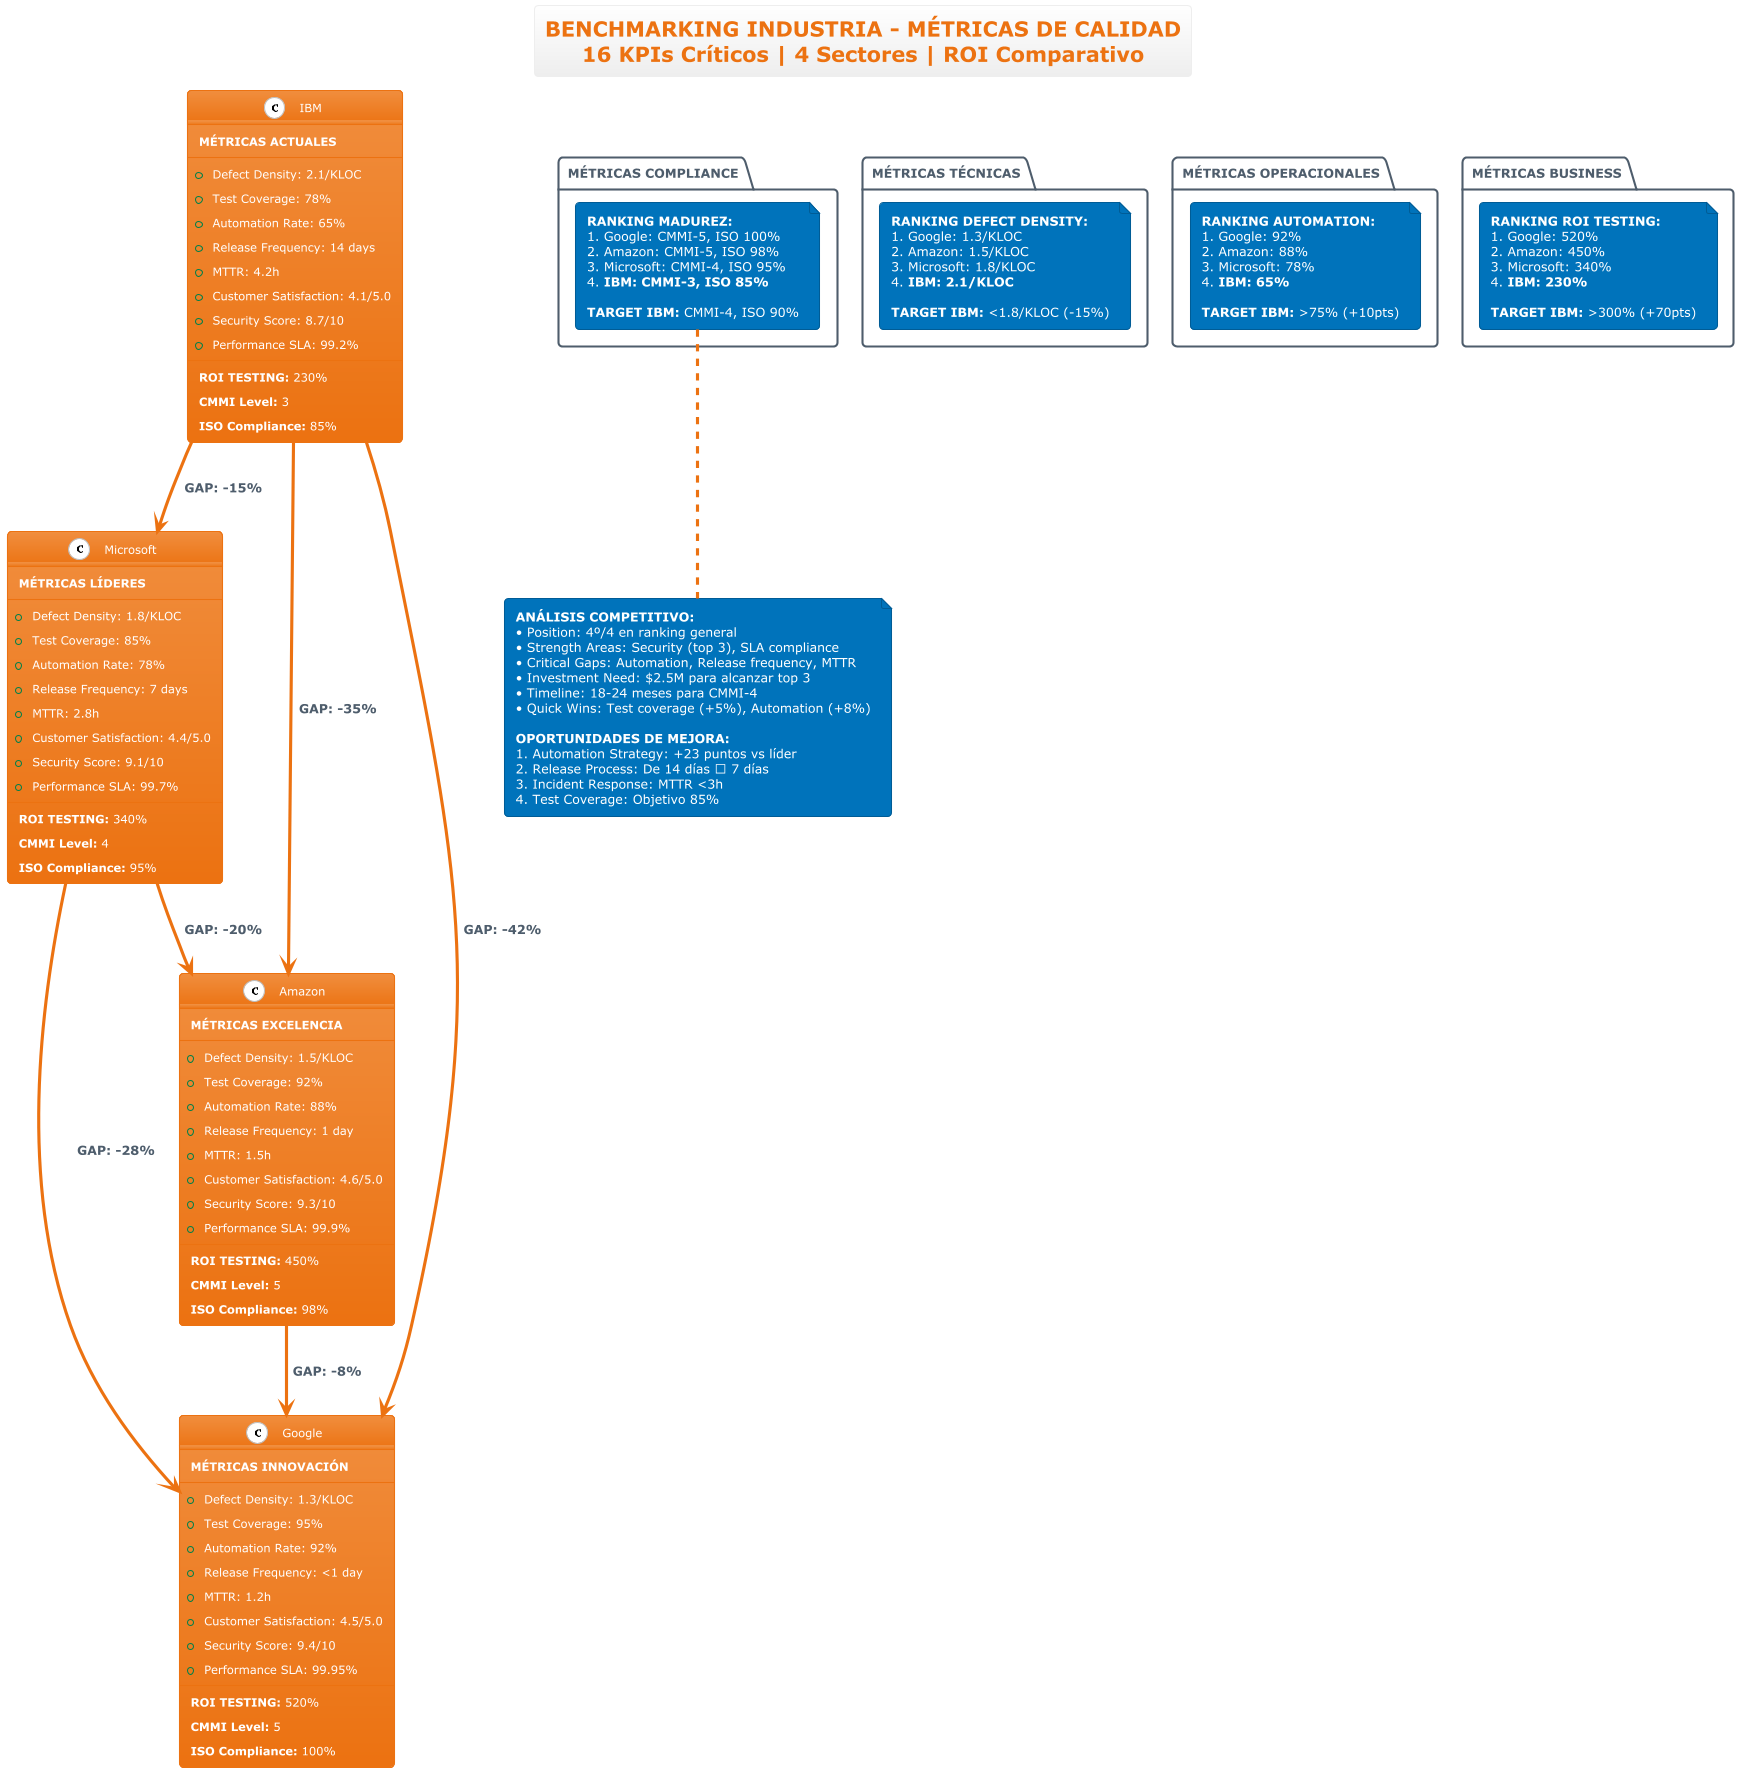 BENCHMARKING INDUSTRIA - MÉTRICAS DE CALIDAD
16 KPIs Críticos | 4 Sectores | ROI Comparativo
C IBM
MÉTRICAS ACTUALES
Defect Density: 2.1/KLOC
Test Coverage: 78%
Automation Rate: 65%
Release Frequency: 14 days
MTTR: 4.2h
Customer Satisfaction: 4.1/5.0
Security Score: 8.7/10
Performance SLA: 99.2%
ROI TESTING: 230%
CMMI Level: 3
ISO Compliance: 85%
MÉTRICAS COMPLIANCE
RANKING MADUREZ:
1. Google: CMMI-5, ISO 100%
2. Amazon: CMMI-5, ISO 98%
3. Microsoft: CMMI-4, ISO 95%
4. IBM: CMMI-3, ISO 85%
TARGET IBM: CMMI-4, ISO 90%
MÉTRICAS TÉCNICAS
RANKING DEFECT DENSITY:
1. Google: 1.3/KLOC
2. Amazon: 1.5/KLOC
3. Microsoft: 1.8/KLOC
4. IBM: 2.1/KLOC
TARGET IBM: <1.8/KLOC (-15%)
MÉTRICAS OPERACIONALES
RANKING AUTOMATION:
1. Google: 92%
2. Amazon: 88%
3. Microsoft: 78%
4. IBM: 65%
TARGET IBM: >75% (+10pts)
MÉTRICAS BUSINESS
RANKING ROI TESTING:
1. Google: 520%
2. Amazon: 450%
3. Microsoft: 340%
4. IBM: 230%
TARGET IBM: >300% (+70pts)
GAP: -15%
GAP: -35%
GAP: -42%
C Microsoft
MÉTRICAS LÍDERES
Defect Density: 1.8/KLOC
Test Coverage: 85%
Automation Rate: 78%
Release Frequency: 7 days
MTTR: 2.8h
Customer Satisfaction: 4.4/5.0
Security Score: 9.1/10
Performance SLA: 99.7%
ROI TESTING: 340%
CMMI Level: 4
ISO Compliance: 95%
ANÁLISIS COMPETITIVO:
• Position: 4º/4 en ranking general
• Strength Areas: Security (top 3), SLA compliance
• Critical Gaps: Automation, Release frequency, MTTR
• Investment Need: $2.5M para alcanzar top 3
• Timeline: 18-24 meses para CMMI-4
• Quick Wins: Test coverage (+5%), Automation (+8%)
OPORTUNIDADES DE MEJORA:
1. Automation Strategy: +23 puntos vs líder
2. Release Process: De 14 días □ 7 días
3. Incident Response: MTTR <3h
4. Test Coverage: Objetivo 85%
GAP: -20%
GAP: -28%
C Amazon
MÉTRICAS EXCELENCIA
Defect Density: 1.5/KLOC
Test Coverage: 92%
Automation Rate: 88%
Release Frequency: 1 day
MTTR: 1.5h
Customer Satisfaction: 4.6/5.0
Security Score: 9.3/10
Performance SLA: 99.9%
ROI TESTING: 450%
CMMI Level: 5
ISO Compliance: 98%
GAP: -8%
C Google
MÉTRICAS INNOVACIÓN
Defect Density: 1.3/KLOC
Test Coverage: 95%
Automation Rate: 92%
Release Frequency: <1 day
MTTR: 1.2h
Customer Satisfaction: 4.5/5.0
Security Score: 9.4/10
Performance SLA: 99.95%
ROI TESTING: 520%
CMMI Level: 5
ISO Compliance: 100%